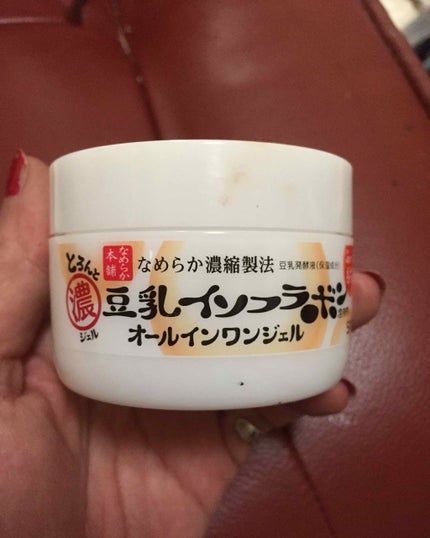 とろんと
濃
ジェル
なめらか
本舗
なめらか濃縮製法 豆乳発酵液(保湿成分)
豆乳イソフラボン
オールインワンジェル